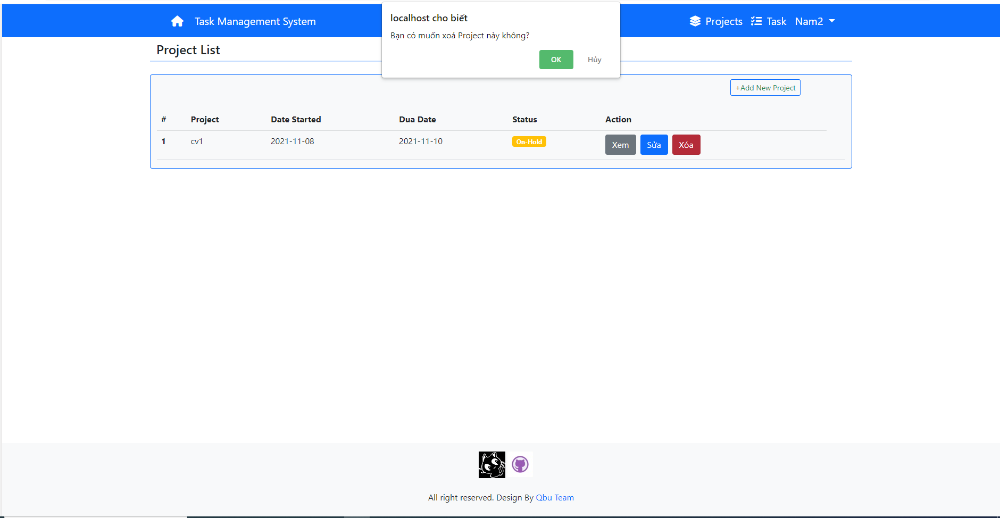 Task Management System
Projects
Task
Nam2
localhost cho biết
Bạn có muốn xoá Project này không?
OK
Hủy
Project List
+Add New Project
# Project Date Started Dua Date Status Action
1 cv1 2021-11-08 2021-11-10 On-Hold Xem Sửa Xóa
All right reserved. Design By Qbu Team